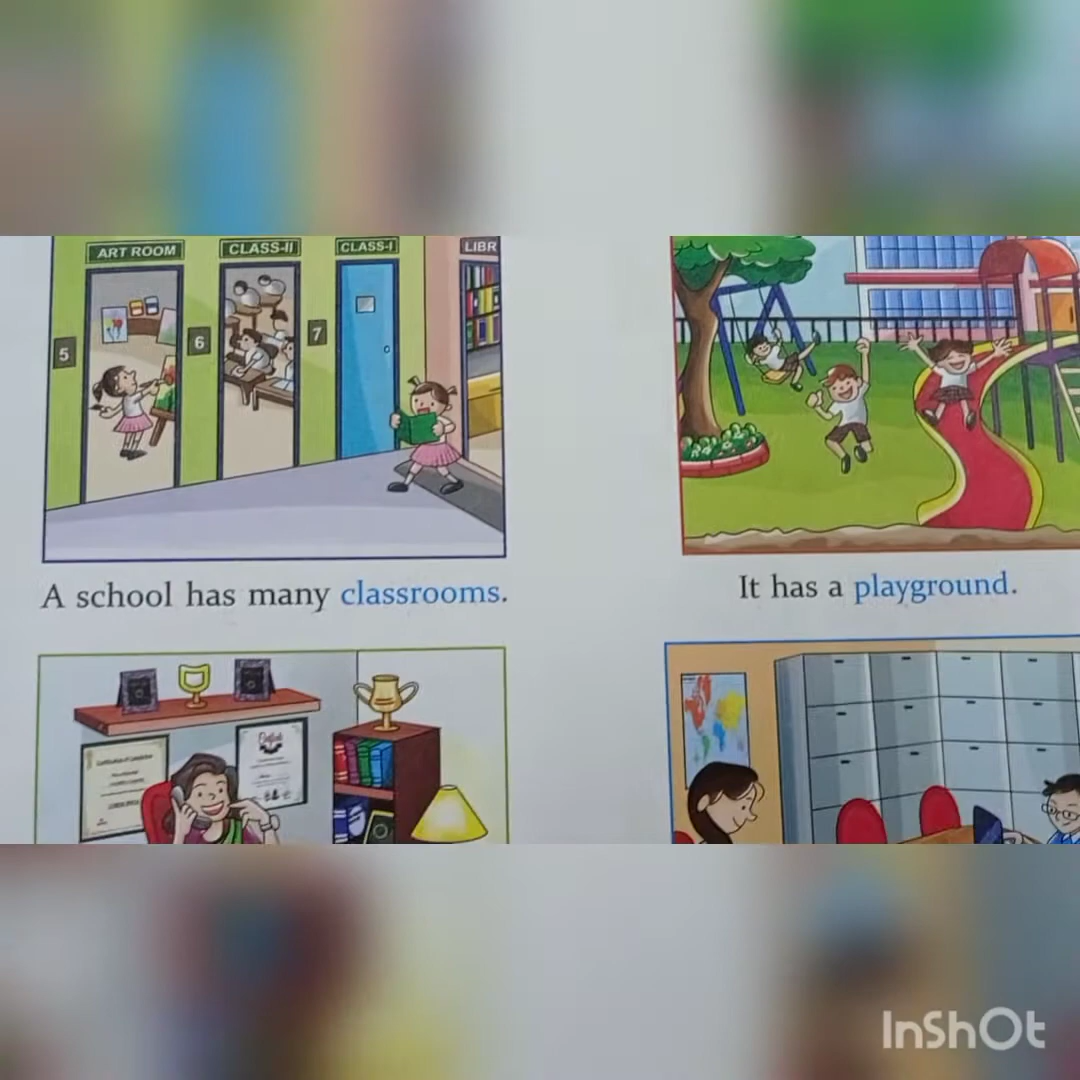 ART ROOM
CLASS-II
CLASS-I
LIBR
5
6
7
A school has many classrooms.
It has a playground.
InShOt